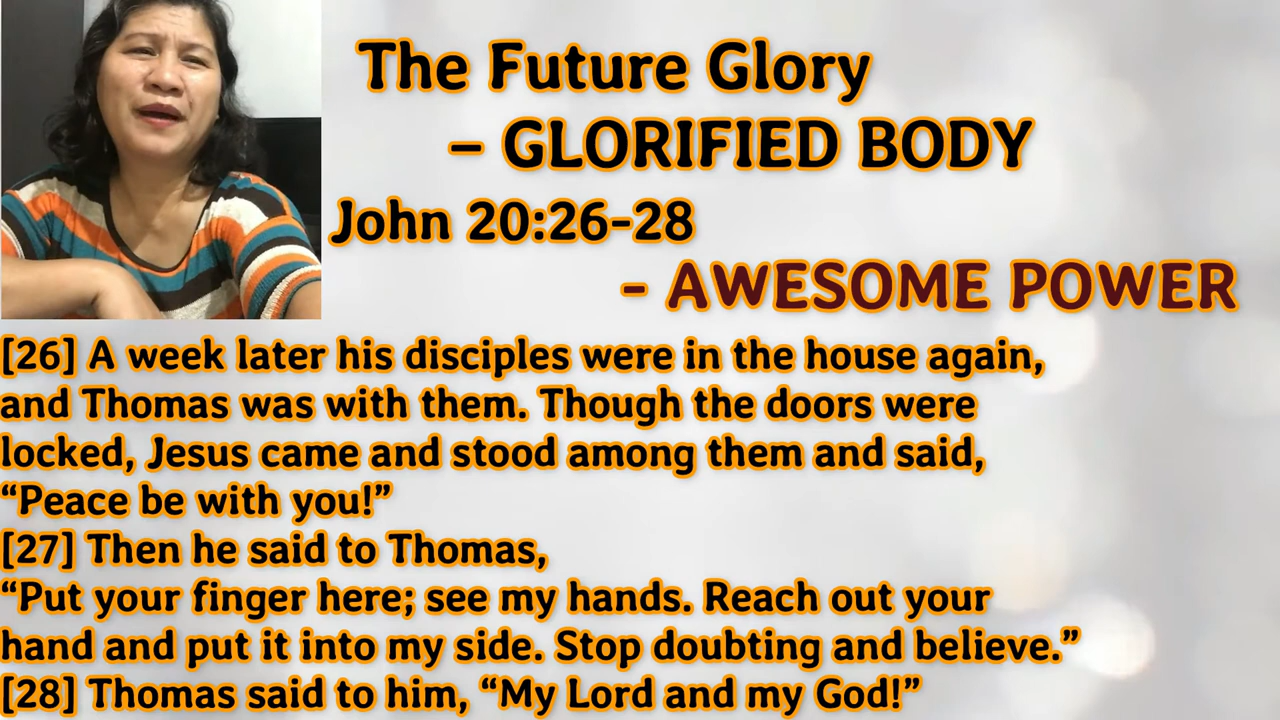 The Future Glory
– GLORIFIED BODY
John 20:26-28
- AWESOME POWER
[26] A week later his disciples were in the house again,
and Thomas was with them. Though the doors were
locked, Jesus came and stood among them and said,
“Peace be with you!”
[27] Then he said to Thomas,
“Put your finger here; see my hands. Reach out your
hand and put it into my side. Stop doubting and believe.”
[28] Thomas said to him, “My Lord and my God!”